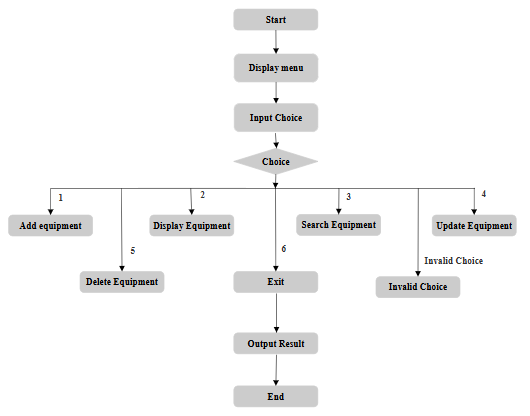 Start
Display menu
Input Choice
Choice
1
2
3
4
Add equipment
Display Equipment
Search Equipment
Update Equipment
5
6
Invalid Choice
Delete Equipment
Exit
Invalid Choice
Output Result
End